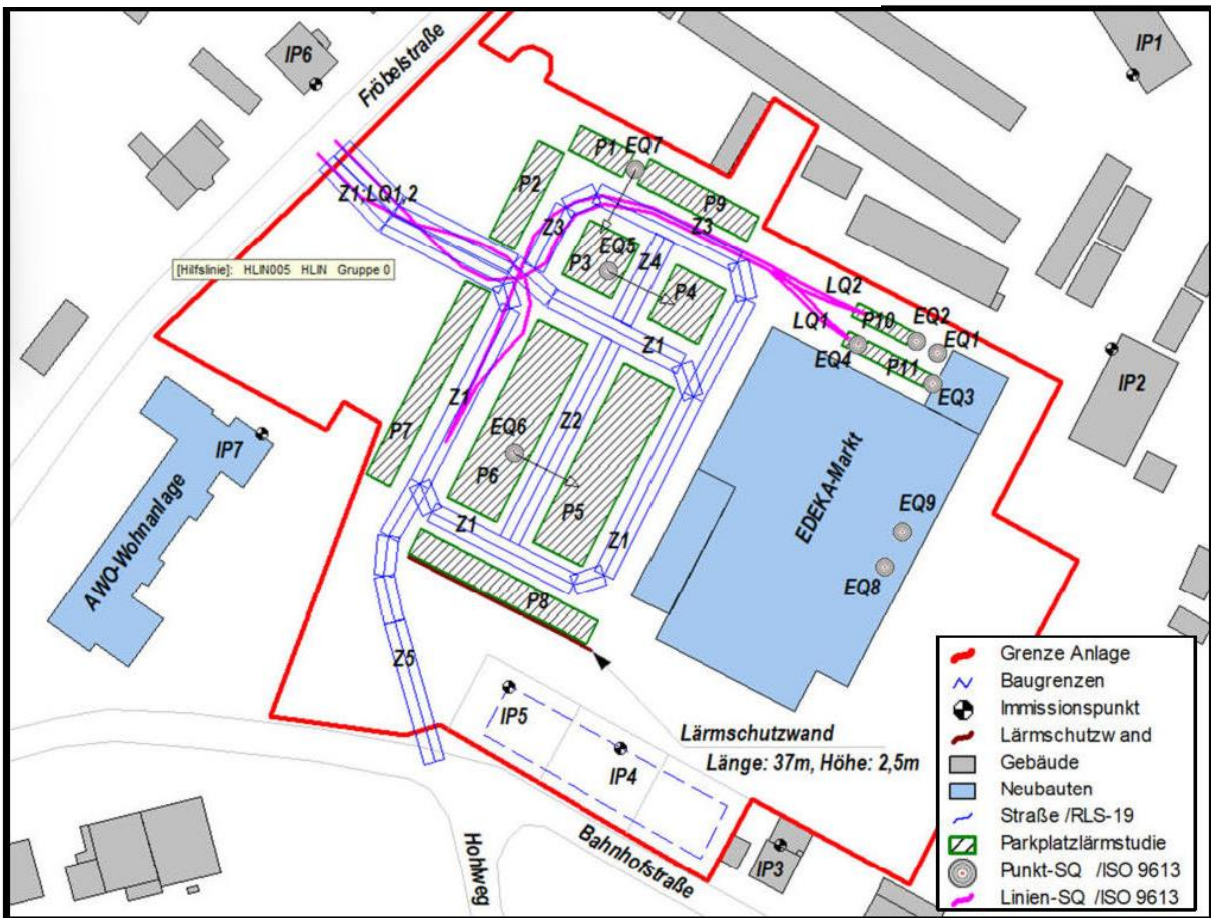 IP6
Fröbelstraße
IP1
P1
EQ7
P2
P9
Z1;LQ1,2
Z3
Z3
EQ5
P3
Z4
[Hilfslinie]: HLIN005 HLIN Gruppe 0
P4
LQ2
P10
EQ2
LQ1
EQ1
Z1
EQ4
P11
EQ3
IP2
Z1
P7
Z2
EQ6
P6
IP7
EDEKA-Markt
P5
EQ9
Z1
Z1
EQ8
AWO-Wohnanlage
P8
Z5
IP5
IP4
Lärmschutzwand
Länge: 37m, Höhe: 2,5m
Hohlweg
Bahnhofstraße
IP3
Grenze Anlage
Baugrenzen
Immissionspunkt
Lärmschutzw and
Gebäude
Neubauten
Straße /RLS-19
Parkplatzlärmstudie
Punkt-SQ /ISO 9613
Linien-SQ /ISO 9613